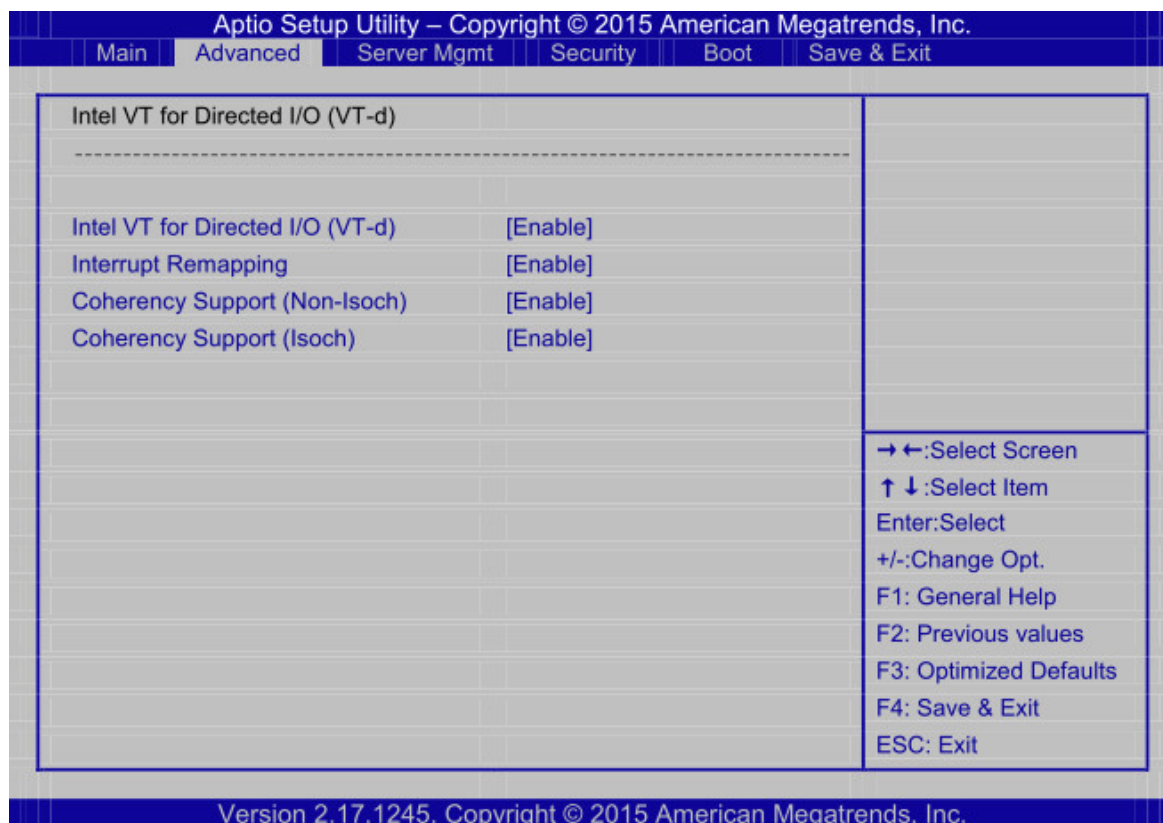 Aptio Setup Utility – Copyright © 2015 American Megatrends, Inc.
Main Advanced Server Mgmt Security Boot Save & Exit
Intel VT for Directed I/O (VT-d)
--------------------------------------------------------------------------------
Intel VT for Directed I/O (VT-d) [Enable]
Interrupt Remapping [Enable]
Coherency Support (Non-Isoch) [Enable]
Coherency Support (Isoch) [Enable]
→←:Select Screen
↑↓:Select Item
Enter:Select
+/-:Change Opt.
F1: General Help
F2: Previous values
F3: Optimized Defaults
F4: Save & Exit
ESC: Exit
Version 2.17.1245. Copyright © 2015 American Megatrends, Inc.